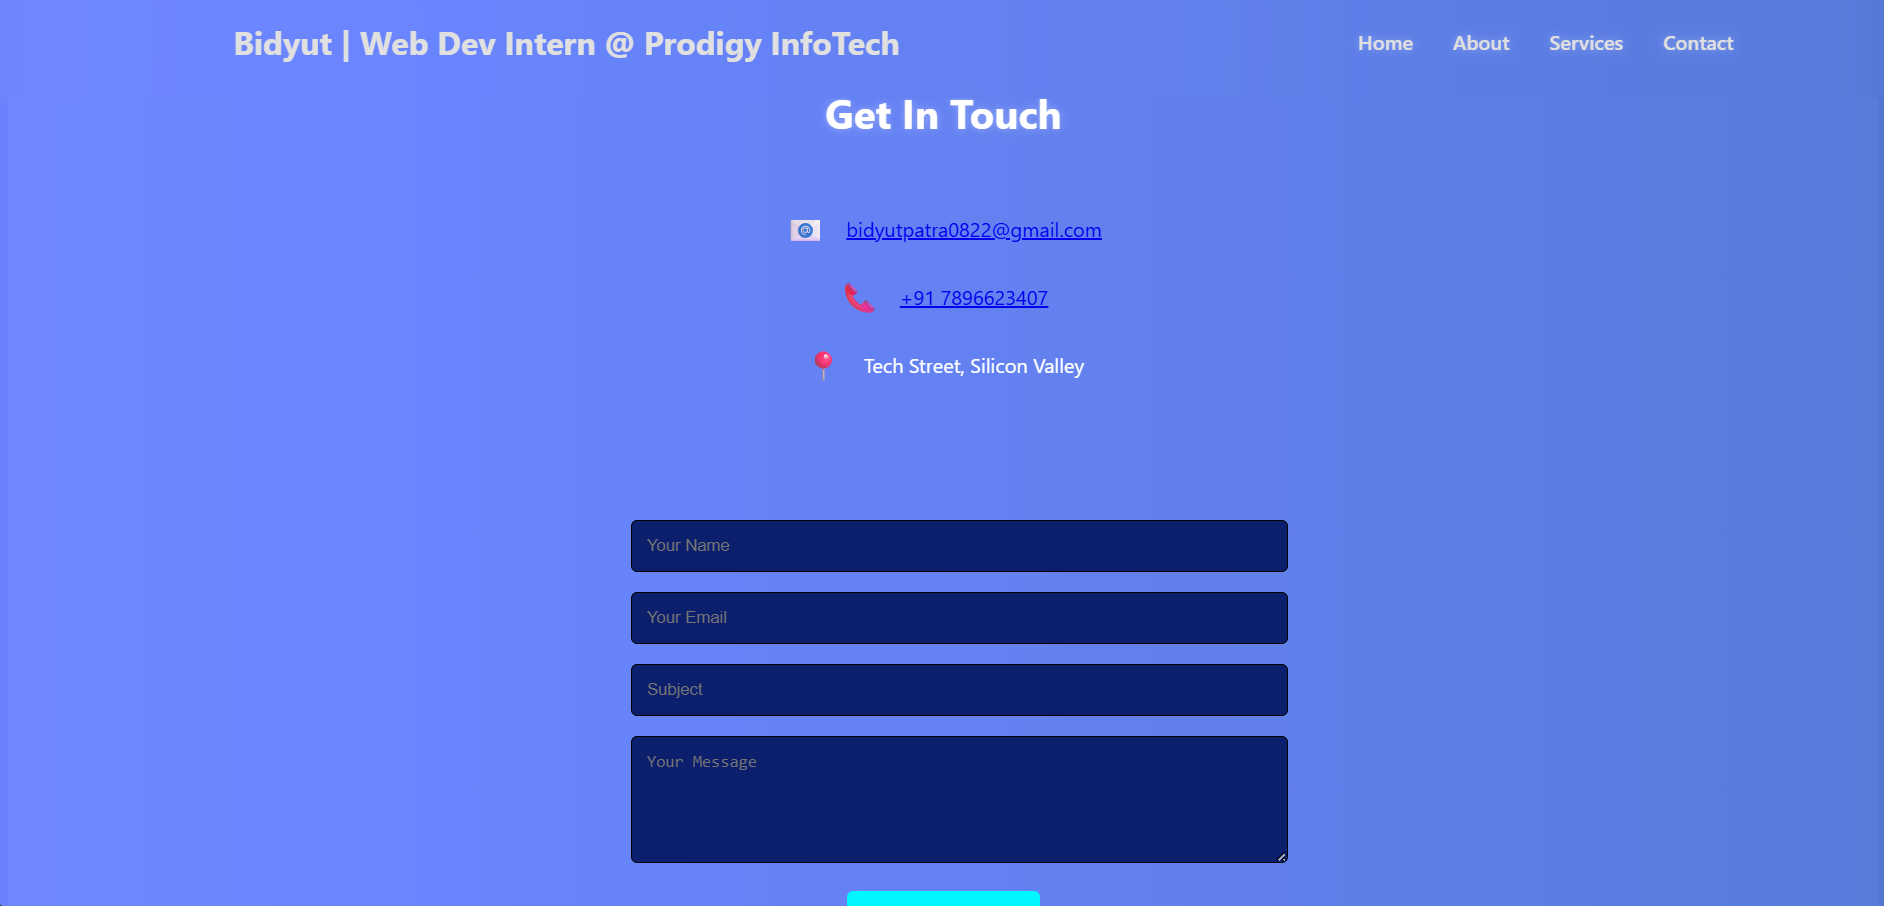 Bidyut | Web Dev Intern @ Prodigy InfoTech
Home About Services Contact
Get In Touch
bidyutpatra0822@gmail.com
+91 7896623407
Tech Street, Silicon Valley
Your Name
Your Email
Subject
Your Message